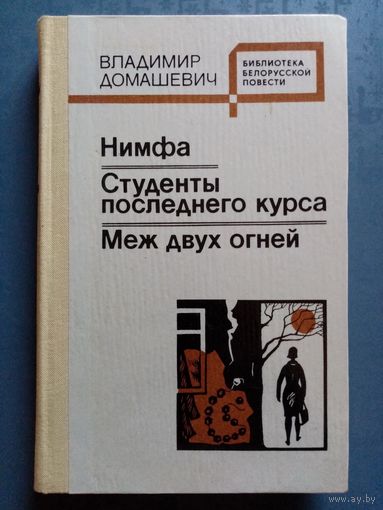 ВЛАДИМИР
ДОМАШЕВИЧ
БИБЛИОТЕКА
БЕЛОРУССКОЙ
ПОВЕСТИ
Нимфа
Студенты
последнего курса
Меж двух огней
www.ay.by